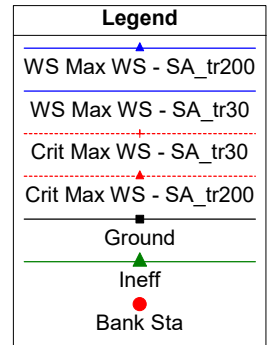 Legend
WS Max WS - SA_tr200
WS Max WS - SA_tr30
Crit Max WS - SA_tr30
Crit Max WS - SA_tr200
Ground
Ineff
Bank Sta